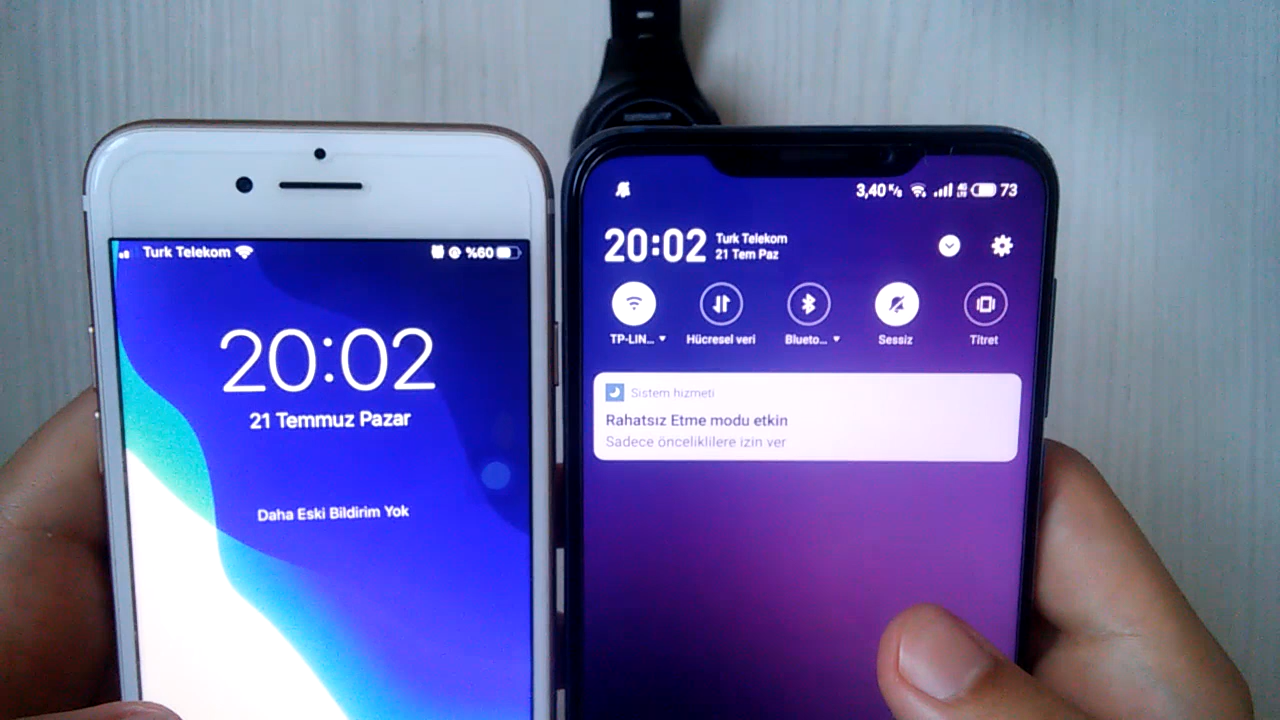 Turk Telekom
%60
20:02
21 Temmuz Pazar
Daha Eski Bildirim Yok
3,40 K/s
4G
73
20:02
Turk Telekom
21 Tem Paz
TP-LIN...
Hücresel veri
Blueto...
Sessiz
Titret
Sistem hizmeti
Rahatsız Etme modu etkin
Sadece önceliklilere izin ver